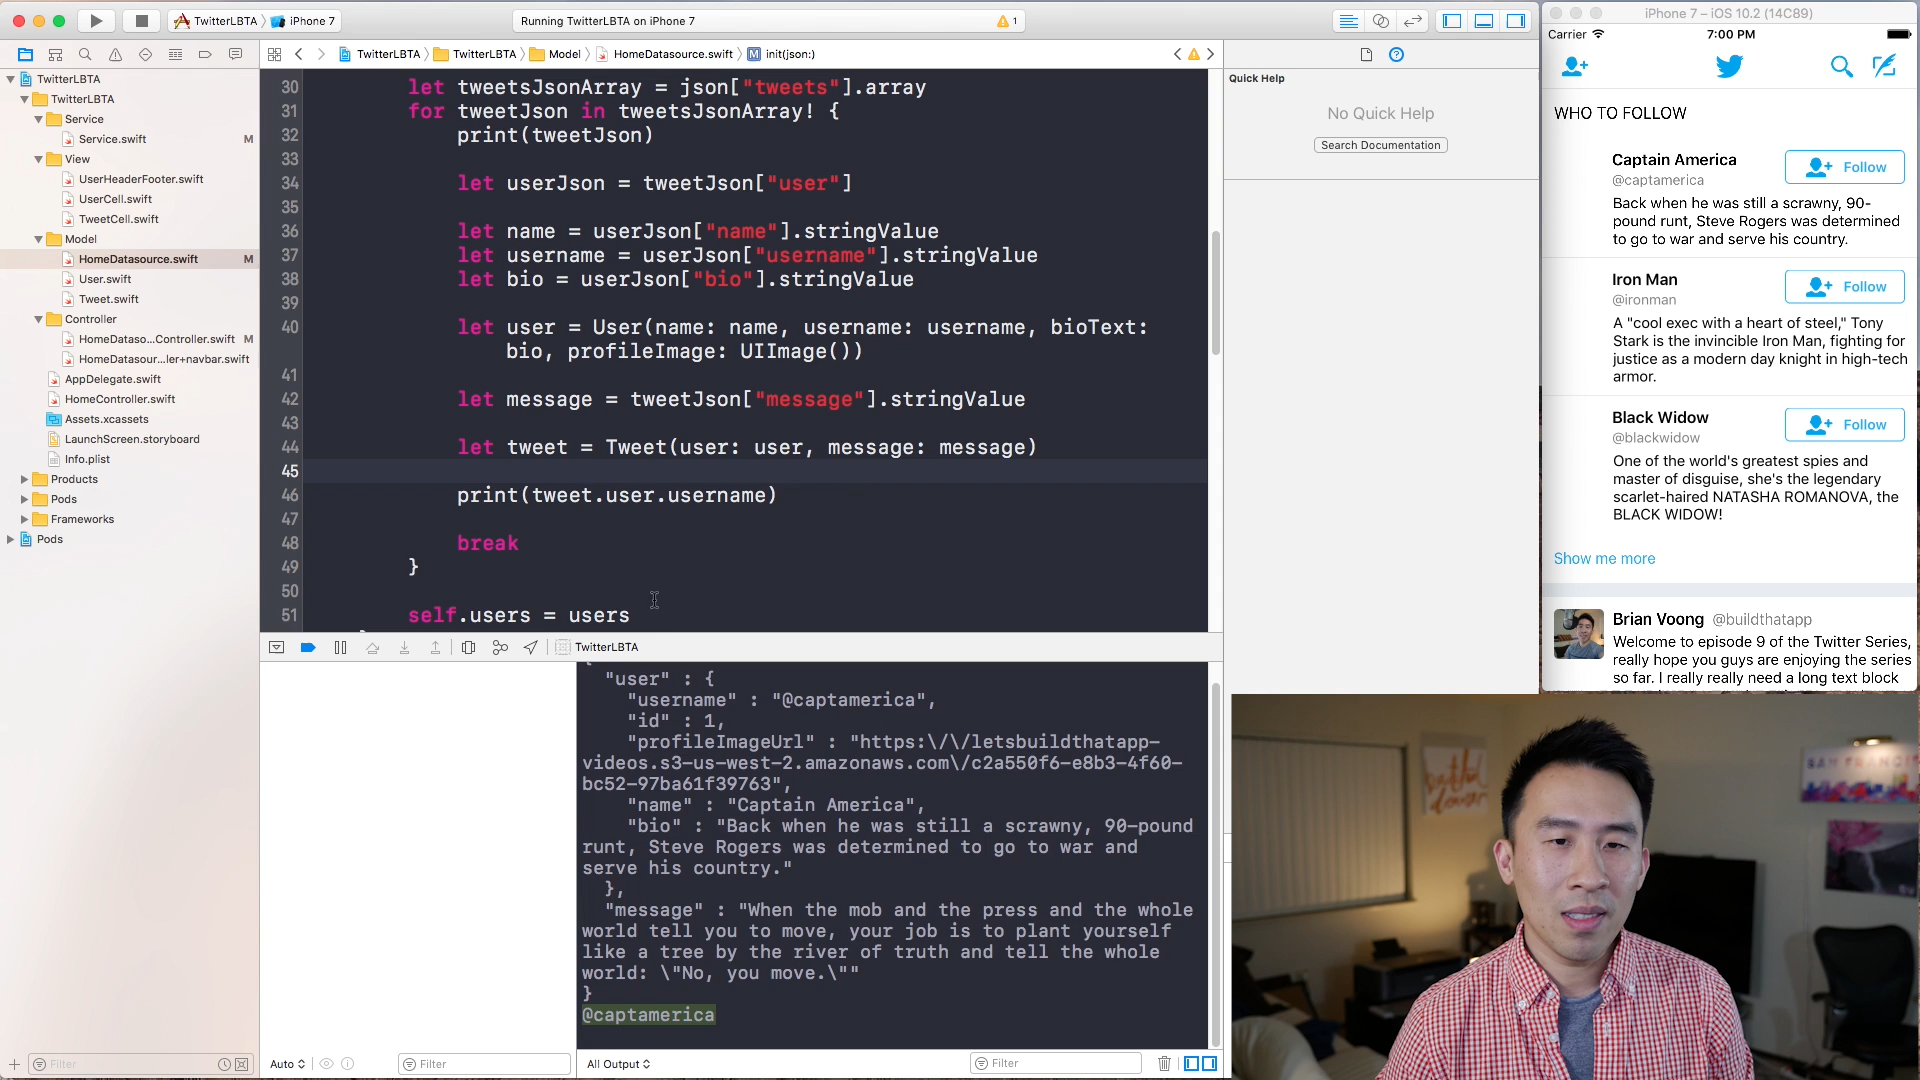 TwitterLBTA 〉 iPhone 7
Running TwitterLBTA on iPhone 7
1
iPhone 7 – iOS 10.2 (14C89)
TwitterLBTA 〉 TwitterLBTA 〉 Model 〉 HomeDatasource.swift 〉 M init(json:)
TwitterLBTA
TwitterLBTA
Service
Service.swift M
View
UserHeaderFooter.swift
UserCell.swift
TweetCell.swift
Model
HomeDatasource.swift M
User.swift
Tweet.swift
Controller
HomeDataso...Controller.swift M
HomeDatasour...ler+navbar.swift
AppDelegate.swift
HomeController.swift
Assets.xcassets
LaunchScreen.storyboard
Info.plist
Products
Pods
Frameworks
Pods
Filter
30 let tweetsJsonArray = json["tweets"].array
31 for tweetJson in tweetsJsonArray! {
32 print(tweetJson)
33
34 let userJson = tweetJson["user"]
35
36 let name = userJson["name"].stringValue
37 let username = userJson["username"].stringValue
38 let bio = userJson["bio"].stringValue
39
40 let user = User(name: name, username: username, bioText:
bio, profileImage: UIImage())
41
42 let message = tweetJson["message"].stringValue
43
44 let tweet = Tweet(user: user, message: message)
45
46 print(tweet.user.username)
47
48 break
49 }
50
51 self.users = users
TwitterLBTA
"user" : {
"username" : "@captamerica",
"id" : 1,
"profileImageUrl" : "https:\/\/letsbuildthatapp-
videos.s3-us-west-2.amazonaws.com\/c2a550f6-e8b3-4f60-
bc52-97ba61f39763",
"name" : "Captain America",
"bio" : "Back when he was still a scrawny, 90-pound
runt, Steve Rogers was determined to go to war and
serve his country."
},
"message" : "When the mob and the press and the whole
world tell you to move, your job is to plant yourself
like a tree by the river of truth and tell the whole
world: \"No, you move.\""
}
@captamerica
Auto
Filter
All Output
Filter
Quick Help
No Quick Help
Search Documentation
Carrier 7:00 PM
WHO TO FOLLOW
Captain America
@captamerica
Follow
Back when he was still a scrawny, 90-
pound runt, Steve Rogers was determined
to go to war and serve his country.
Iron Man
@ironman
Follow
A "cool exec with a heart of steel," Tony
Stark is the invincible Iron Man, fighting for
justice as a modern day knight in high-tech
armor.
Black Widow
@blackwidow
Follow
One of the world's greatest spies and
master of disguise, she's the legendary
scarlet-haired NATASHA ROMANOVA, the
BLACK WIDOW!
Show me more
Brian Voong @buildthatapp
Welcome to episode 9 of the Twitter Series,
really hope you guys are enjoying the series
so far. I really really need a long text block